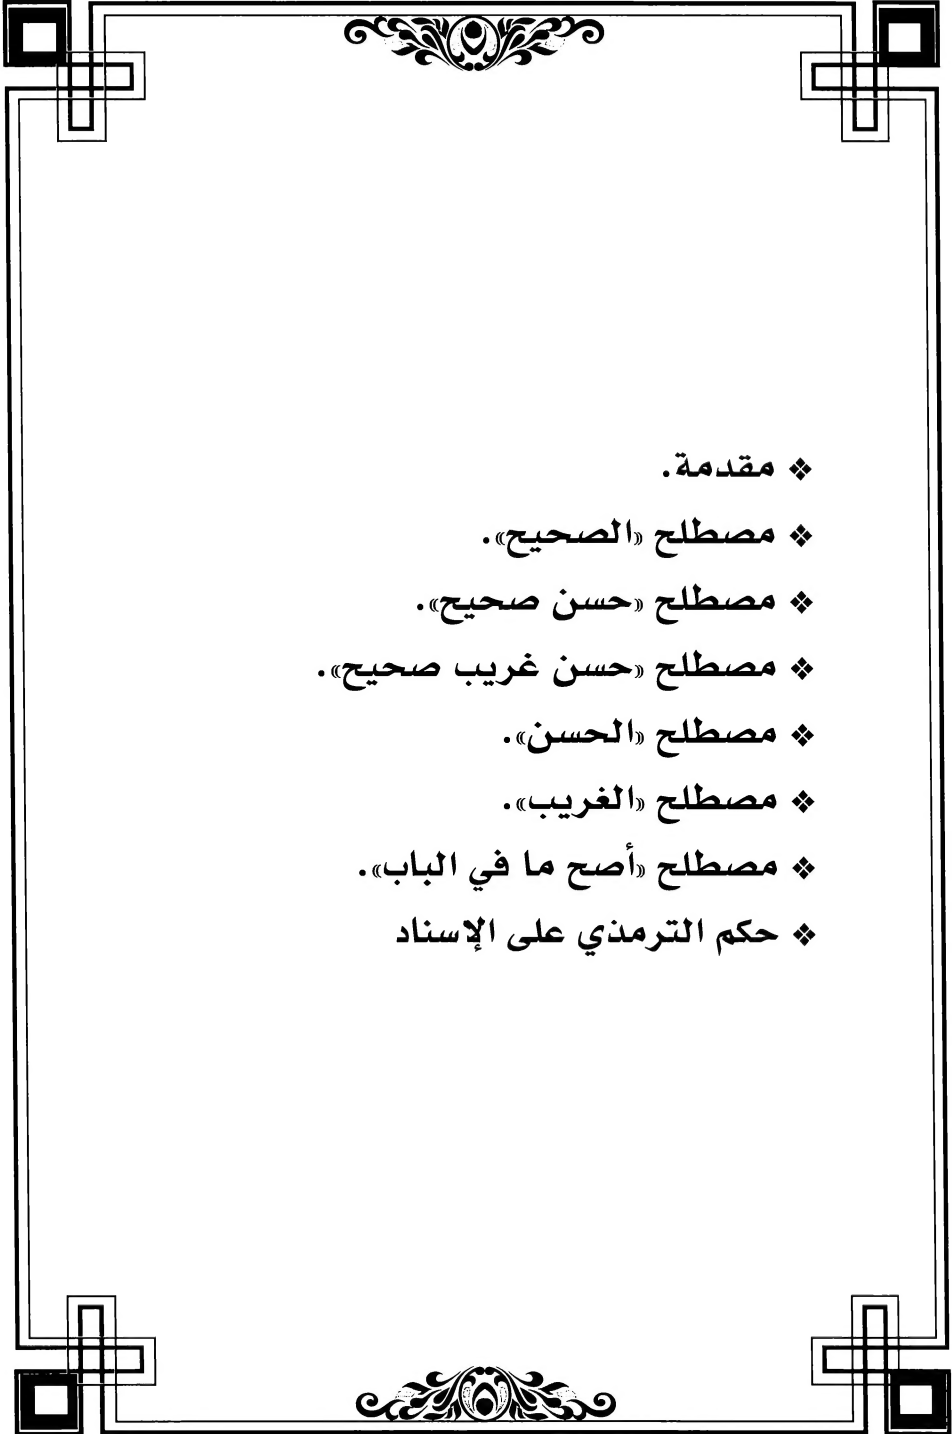 ❖ مقدمة.
❖ مصطلح «الصحيح».
❖ مصطلح «حسن صحيح».
❖ مصطلح «حسن غريب صحيح».
❖ مصطلح «الحسن».
❖ مصطلح «الغريب».
❖ مصطلح «أصح ما في الباب».
❖ حكم الترمذي على الإسناد